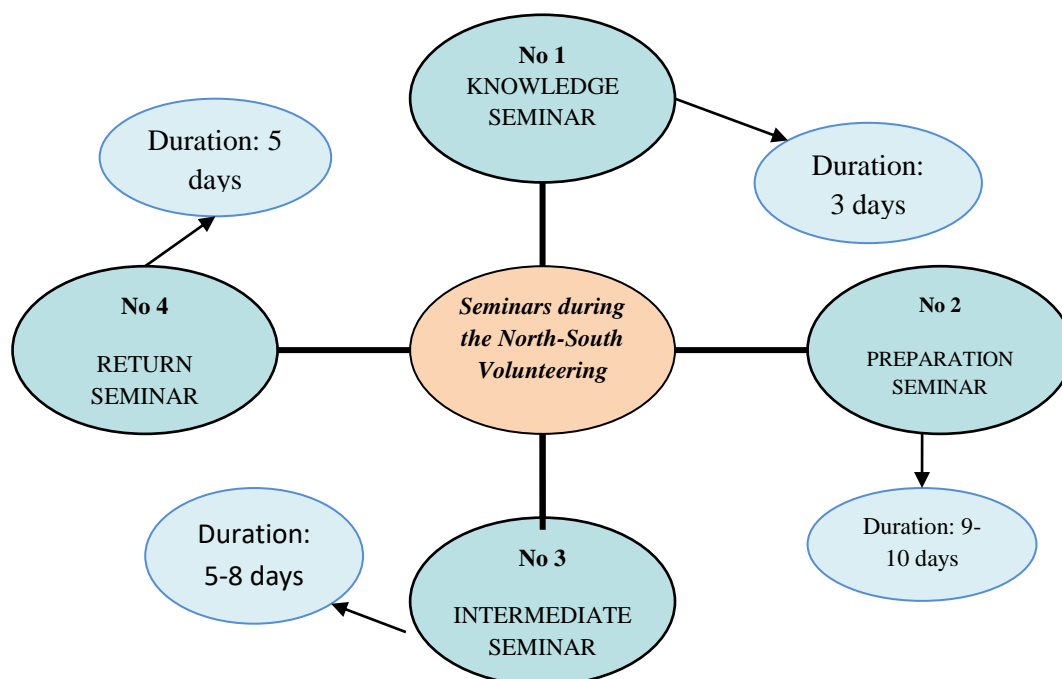 No 1
KNOWLEDGE
SEMINAR
Duration:
3 days
Duration: 5
days
No 4
RETURN
SEMINAR
Seminars during
the North-South
Volunteering
No 2
PREPARATION
SEMINAR
Duration: 9-
10 days
Duration:
5-8 days
No 3
INTERMEDIATE
SEMINAR